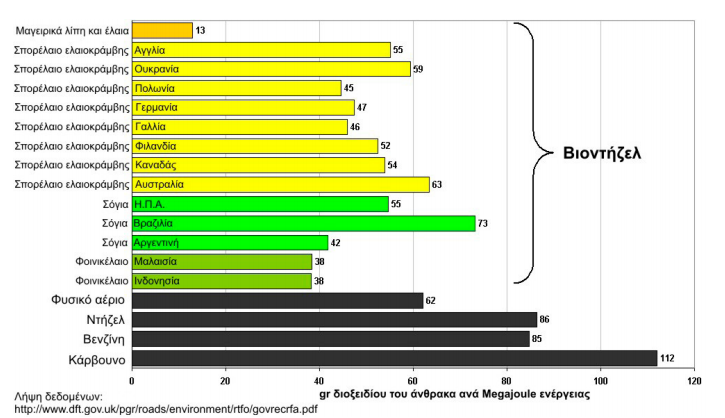 Μαγειρικά λίπη και έλαια 13
Σπορέλαιο ελαιοκράμβης Αγγλία 55
Σπορέλαιο ελαιοκράμβης Ουκρανία 59
Σπορέλαιο ελαιοκράμβης Πολωνία 45
Σπορέλαιο ελαιοκράμβης Γερμανία 47
Σπορέλαιο ελαιοκράμβης Γαλλία 46
Σπορέλαιο ελαιοκράμβης Φιλανδία 52
Σπορέλαιο ελαιοκράμβης Καναδάς 54
Σπορέλαιο ελαιοκράμβης Αυστραλία 63
Σόγια Η.Π.Α. 55
Σόγια Βραζιλία 73
Σόγια Αργεντινή 42
Φοινικέλαιο Μαλαισία 38
Φοινικέλαιο Ινδονησία 38
Βιοντήζελ
Φυσικό αέριο 62
Ντήζελ 86
Βενζίνη 85
Κάρβουνο 112
0 20 40 60 80 100 120
gr διοξειδίου του άνθρακα ανά Megajoule ενέργειας
Λήψη δεδομένων:
http://www.dft.gov.uk/pgr/roads/environment/rtfo/govrecrfa.pdf